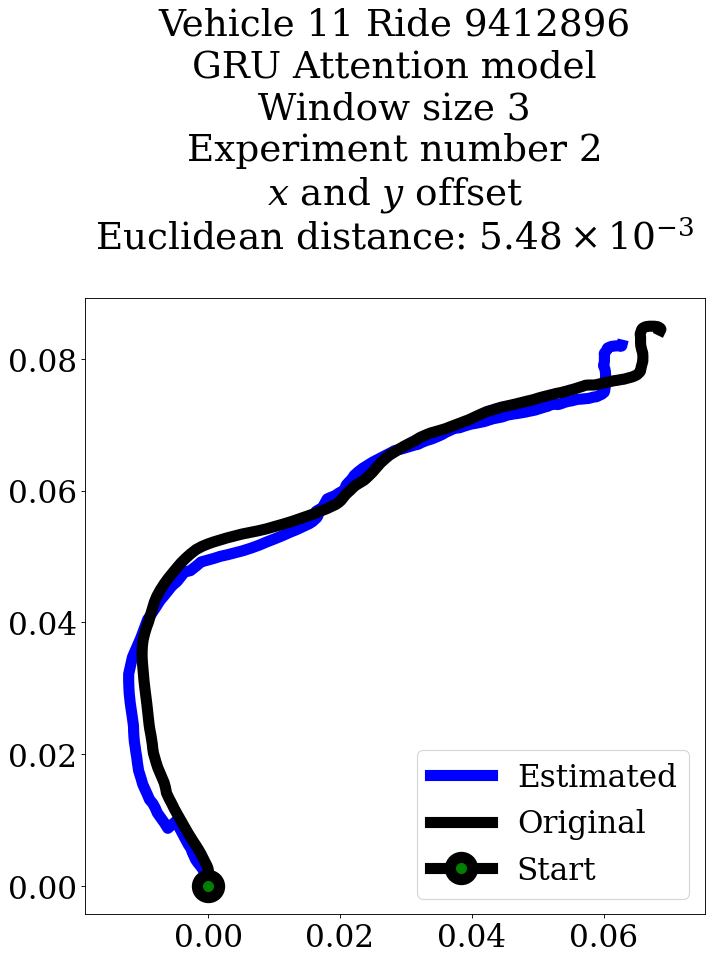 Vehicle 11 Ride 9412896
GRU Attention model
Window size 3
Experiment number 2
x and y offset
Euclidean distance: 5.48 × 10⁻³
0.08
0.06
0.04
0.02
0.00
Estimated
Original
Start
0.00 0.02 0.04 0.06